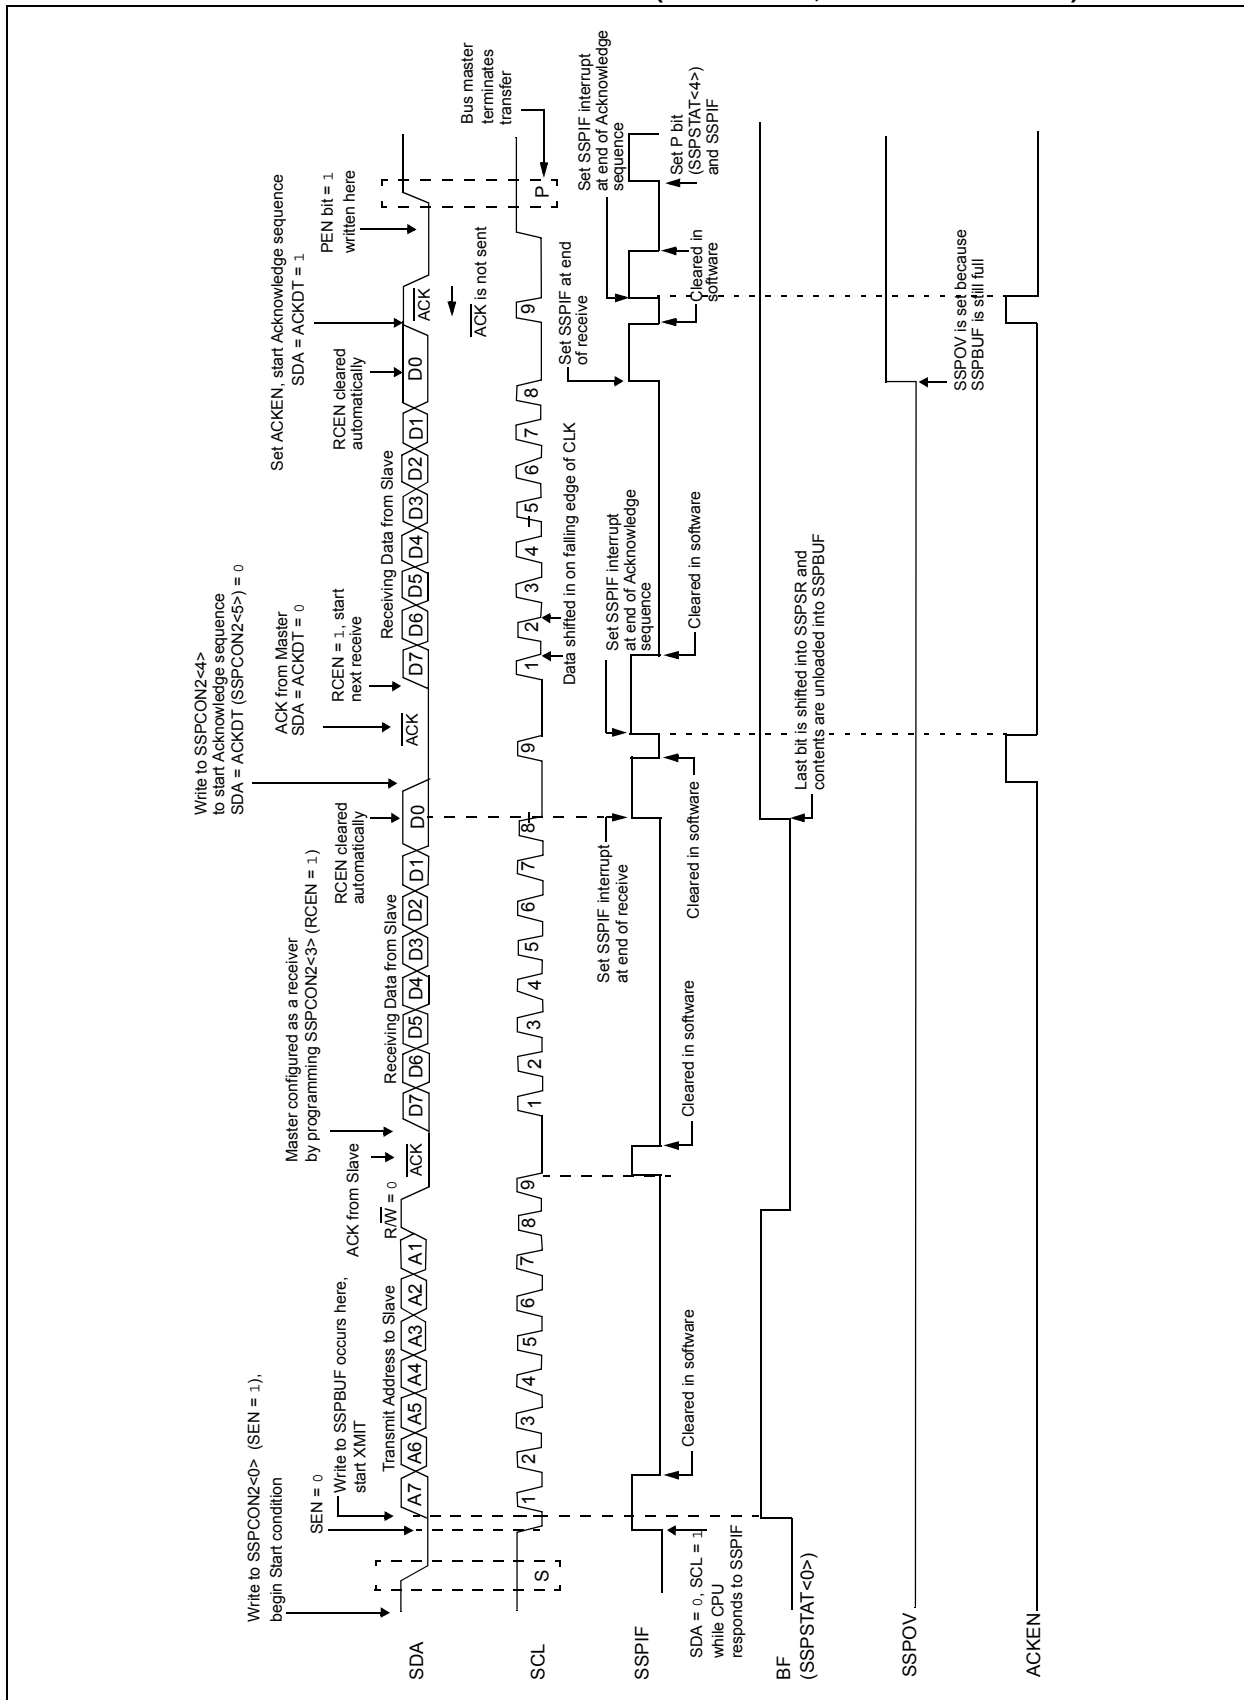 Write to SSPCON2<0> (SEN = 1),
begin Start condition
SEN = 0
Write to SSPBUF occurs here,
start XMIT
Transmit Address to Slave
ACK from Slave
R/W = 0
Master configured as a receiver
by programming SSPCON2<3> (RCEN = 1)
Receiving Data from Slave
RCEN cleared
automatically
Write to SSPCON2<4>
to start Acknowledge sequence
SDA = ACKDT (SSPCON2<5>) = 0
ACK from Master
SDA = ACKDT = 0
RCEN = 1, start
next receive
Receiving Data from Slave
RCEN cleared
automatically
Set ACKEN, start Acknowledge sequence
SDA = ACKDT = 1
PEN bit = 1
written here
SDA
A7 A6 A5 A4 A3 A2 A1
ACK
D7 D6 D5 D4 D3 D2 D1 D0
ACK
D7 D6 D5 D4 D3 D2 D1 D0
ACK
ACK is not sent
Bus master
terminates
transfer
SCL
S
1 2 3 4 5 6 7 8 9
1 2 3 4 5 6 7 8
9
1 2 3 4 5 6 7 8
9
P
Data shifted in on falling edge of CLK
Set SSPIF interrupt
at end of receive
Set SSPIF interrupt
at end of Acknowledge
sequence
Set SSPIF at end
of receive
Set SSPIF interrupt
at end of Acknowledge
sequence
SSPIF
SDA = 0, SCL = 1
while CPU
responds to SSPIF
Cleared in software
Cleared in software
Cleared in software
Cleared in software
Cleared in
software
Set P bit
(SSPSTAT<4>)
and SSPIF
BF
(SSPSTAT<0>)
Last bit is shifted into SSPSR and
contents are unloaded into SSPBUF
SSPOV
SSPOV is set because
SSPBUF is still full
ACKEN